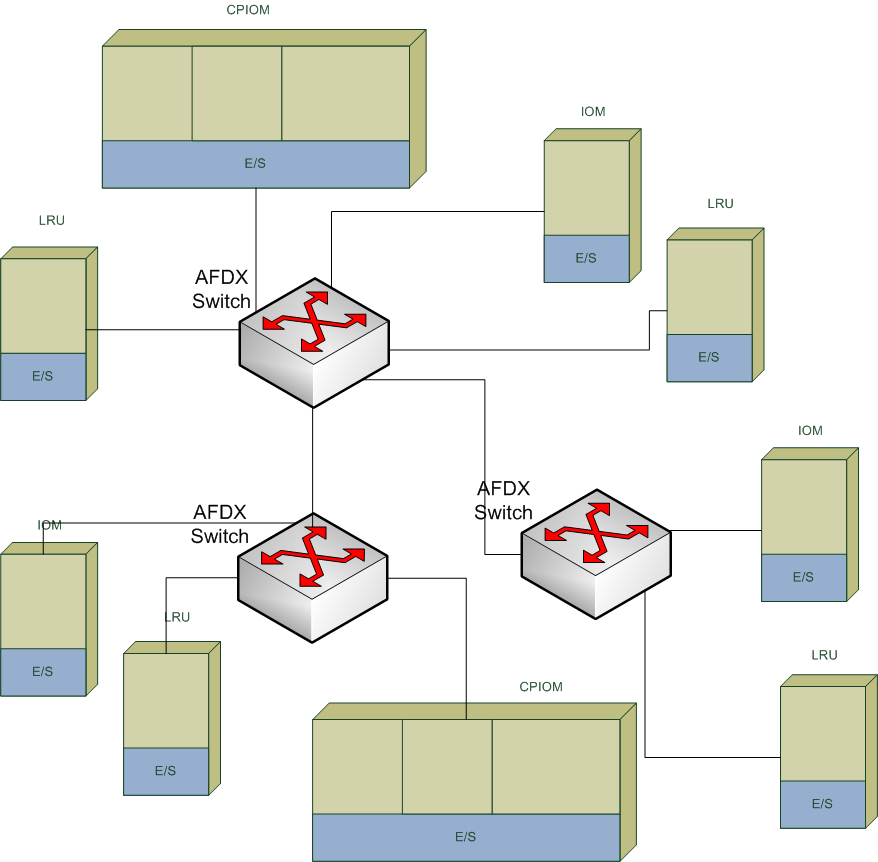 CPIOM
E/S
IOM
E/S
LRU
E/S
LRU
E/S
AFDX
Switch
IOM
E/S
AFDX
Switch
AFDX
Switch
IOM
E/S
LRU
E/S
LRU
E/S
CPIOM
E/S